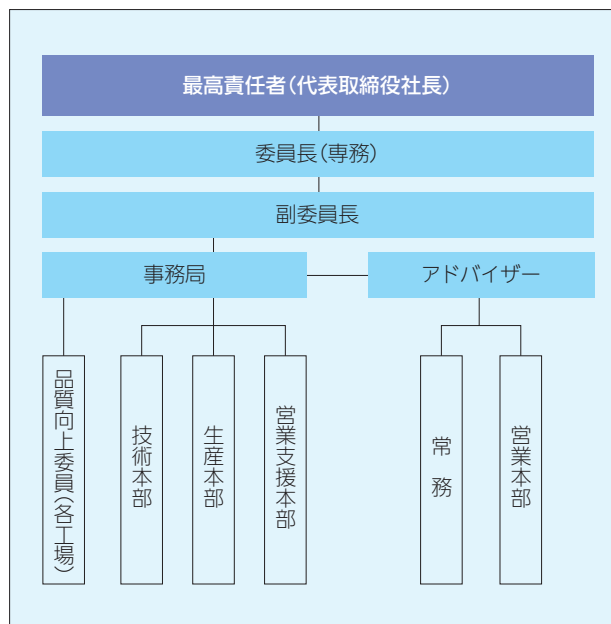 最高責任者(代表取締役社長)
委員長(専務)
副委員長
事務局
アドバイザー
品質向上委員(各工場)
技術本部
生産本部
営業支援本部
常務
営業本部